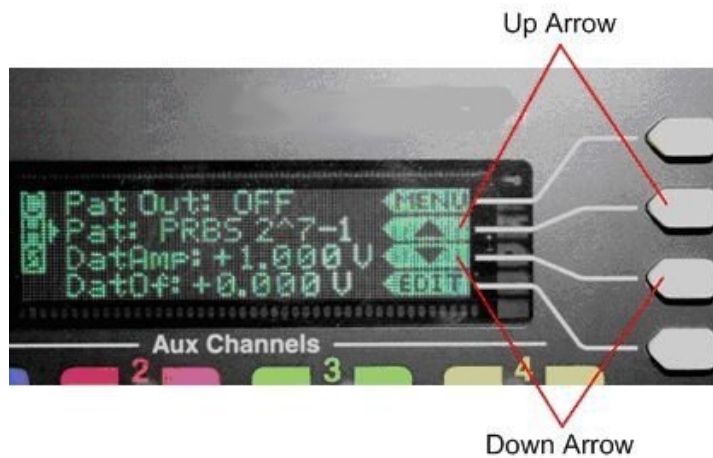 Up Arrow
Pat Out: OFF
MENU
Pat: PRBS 2^7-1
DatAmp:+1.000 V
DatOf:+0.000 V
EDIT
Aux Channels
2
3
4
Down Arrow